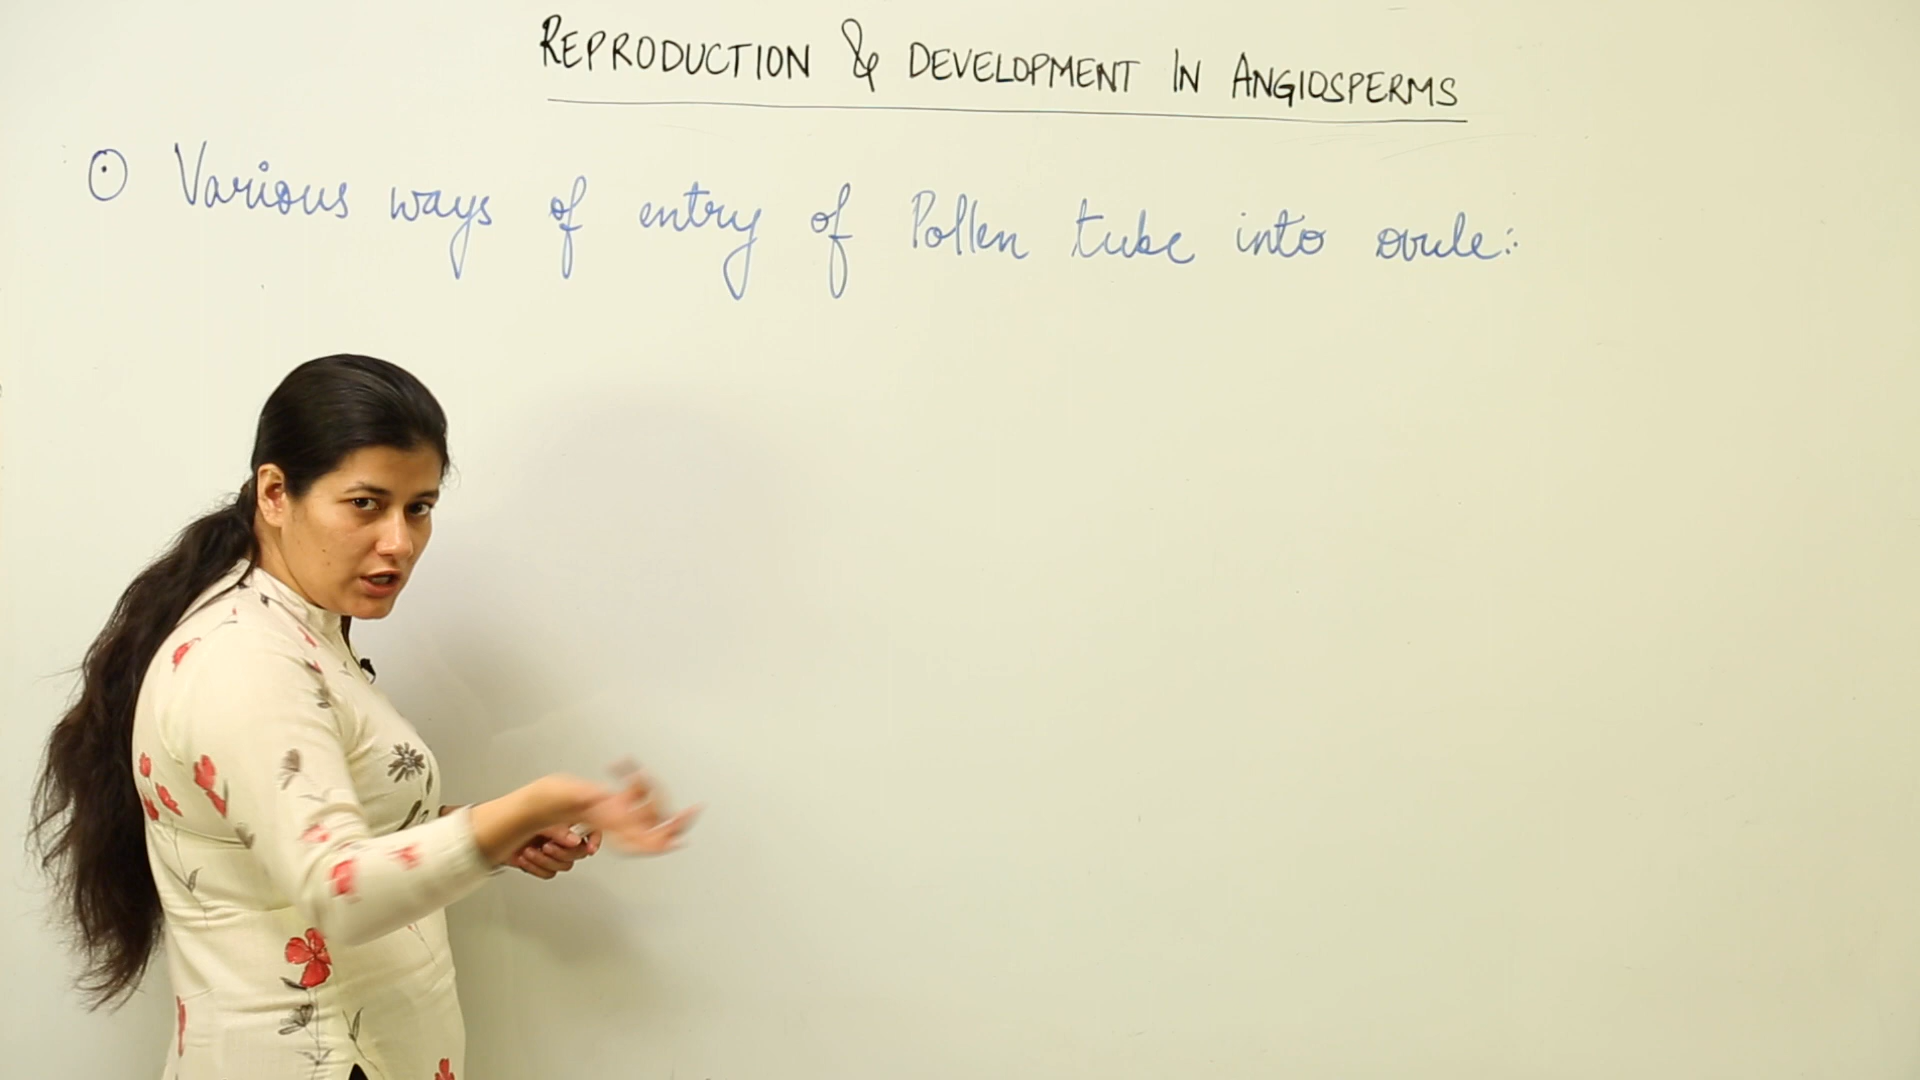 REPRODUCTION & DEVELOPMENT IN ANGIOSPERMS
⊙ Various ways of entry of Pollen tube into ovule: